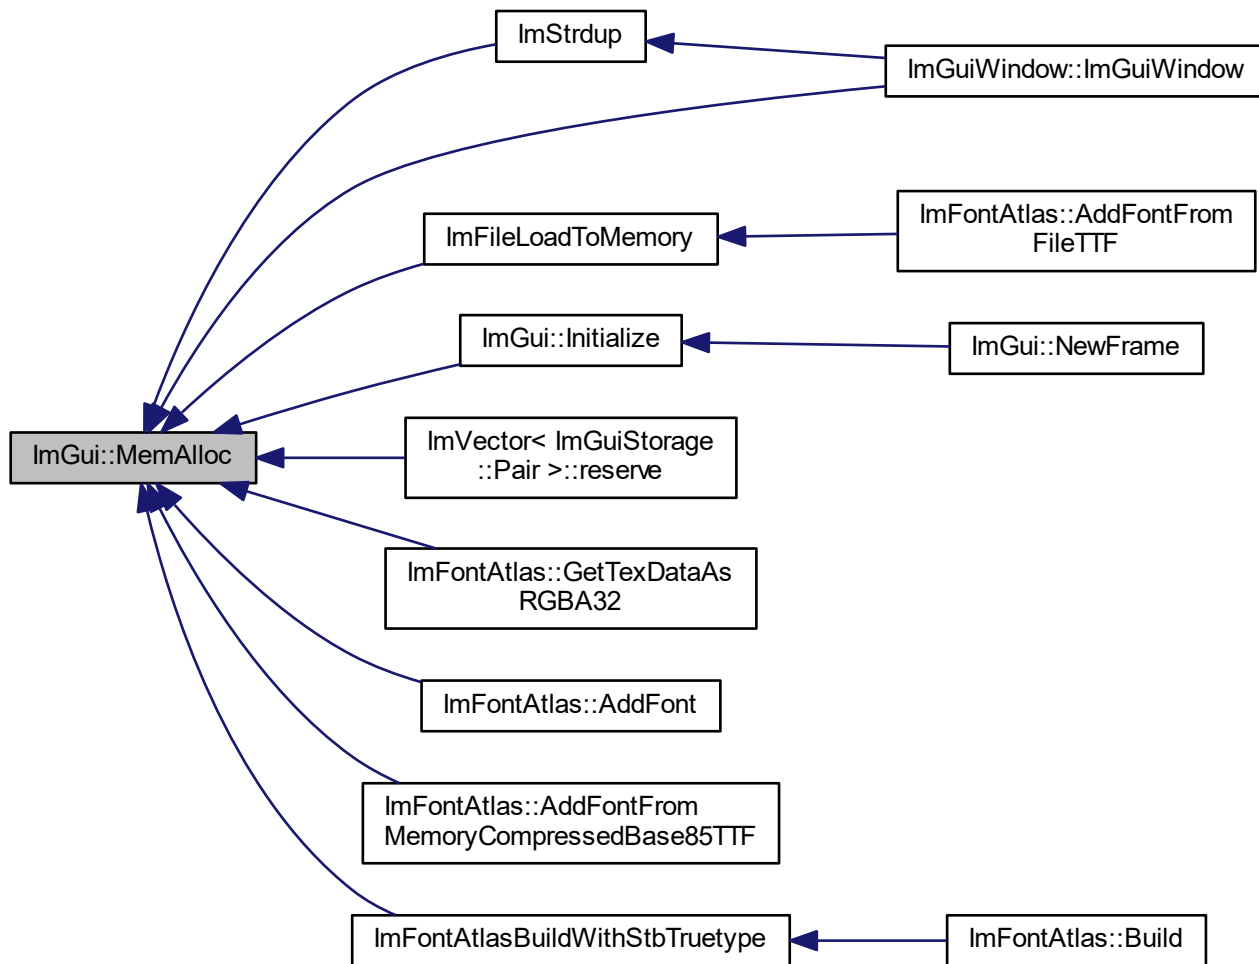 ImStrdup
ImGuiWindow::ImGuiWindow
ImFontAtlas::AddFontFrom
FileTTF
ImFileLoadToMemory
ImGui::Initialize
ImGui::NewFrame
ImGui::MemAlloc
ImVector< ImGuiStorage
::Pair >::reserve
ImFontAtlas::GetTexDataAs
RGBA32
ImFontAtlas::AddFont
ImFontAtlas::AddFontFrom
MemoryCompressedBase85TTF
ImFontAtlasBuildWithStbTruetype
ImFontAtlas::Build